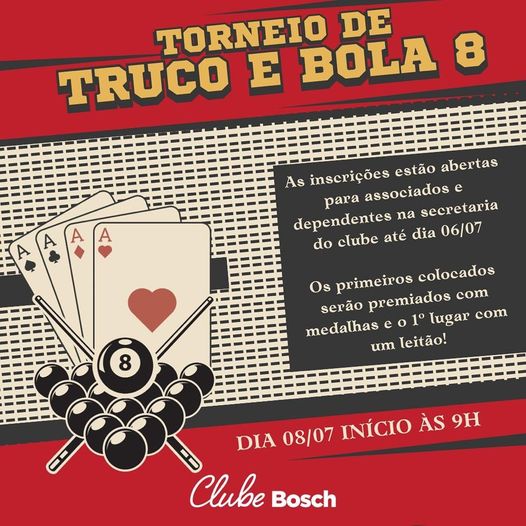 TORNEIO DE
TRUCO E BOLA 8
As inscrições estão abertas
para associados e
dependentes na secretaria
do clube até dia 06/07
Os primeiros colocados
serão premiados com
medalhas e o 1º lugar com
um leitão!
A A A A
8
DIA 08/07 INÍCIO ÀS 9H
Clube Bosch